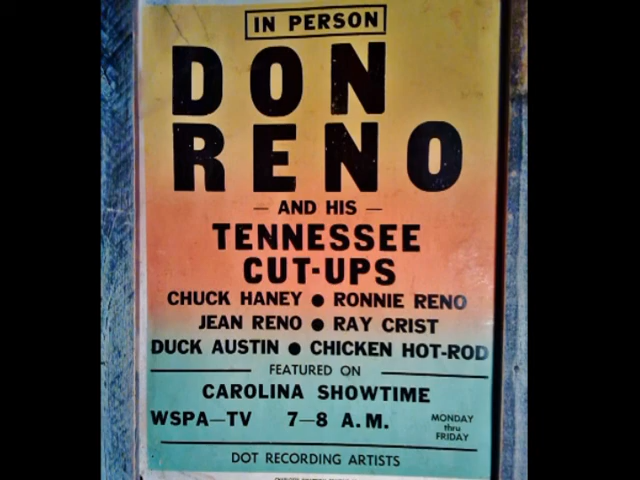 IN PERSON
DON
RENO
— AND HIS —
TENNESSEE
CUT-UPS
CHUCK HANEY ● RONNIE RENO
JEAN RENO ● RAY CRIST
DUCK AUSTIN ● CHICKEN HOT-ROD
FEATURED ON
CAROLINA SHOWTIME
WSPA—TV 7—8 A.M.
MONDAY
thru
FRIDAY
DOT RECORDING ARTISTS